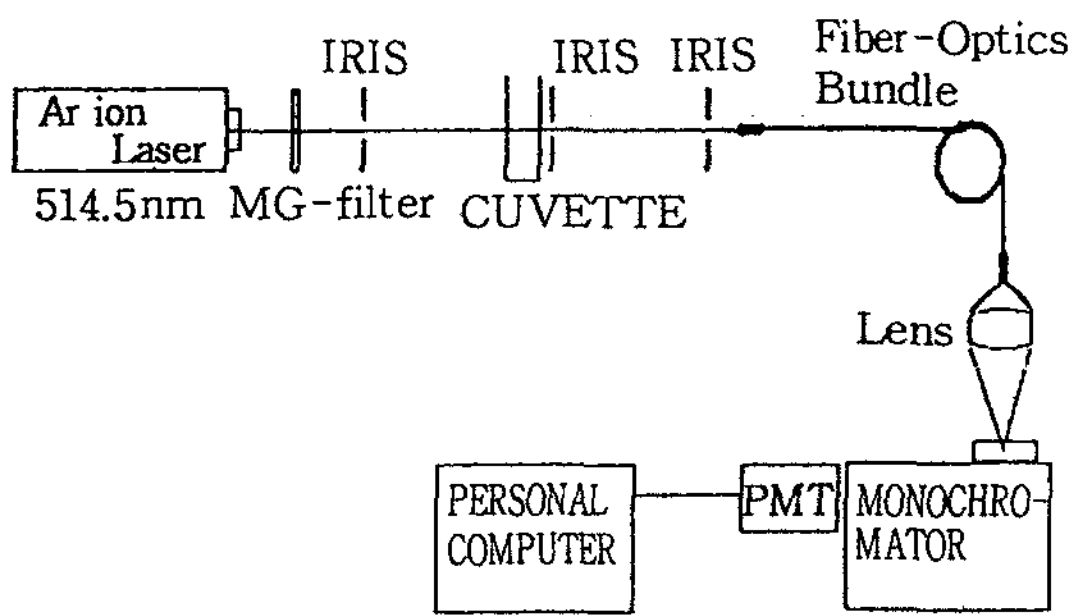 Fiber-Optics
Bundle
IRIS
IRIS
IRIS
Ar ion
Laser
514.5nm
MG-filter
CUVETTE
Lens
PERSONAL
COMPUTER
PMT
MONOCHRO-
MATOR